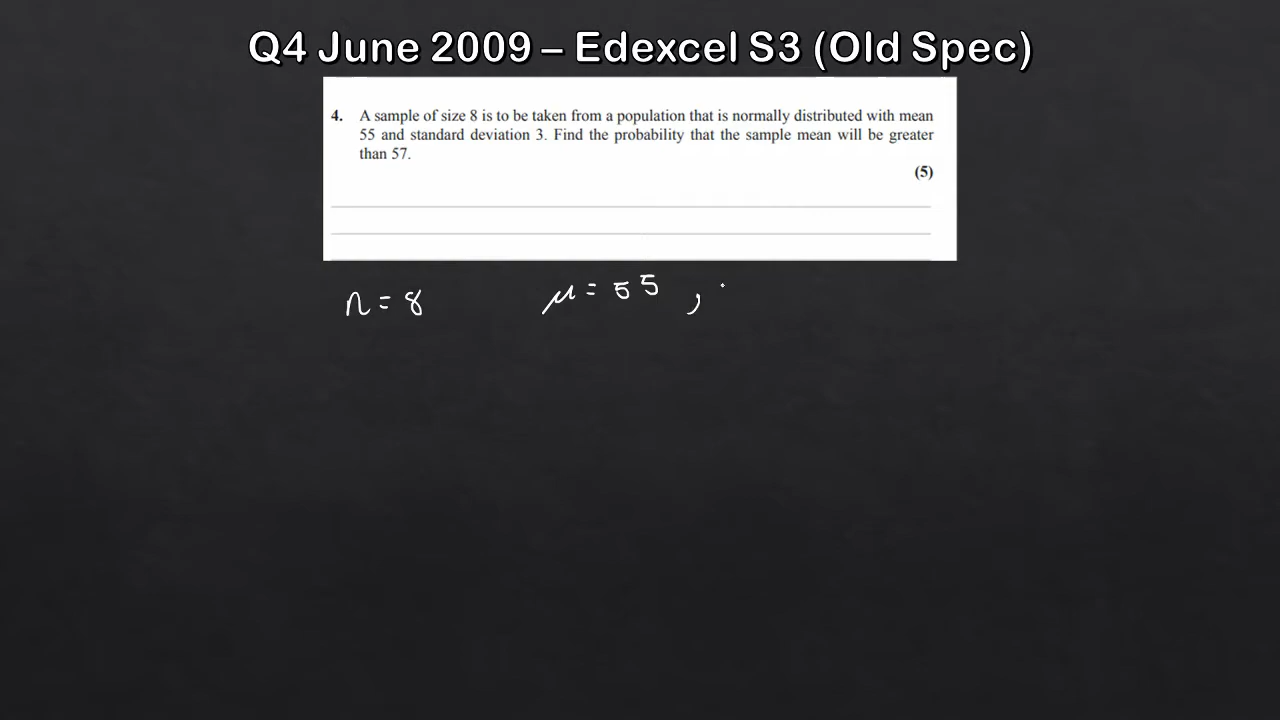 Q4 June 2009 – Edexcel S3 (Old Spec)
4. A sample of size 8 is to be taken from a population that is normally distributed with mean
55 and standard deviation 3. Find the probability that the sample mean will be greater
than 57.
(5)
n = 8 μ = 55 ,